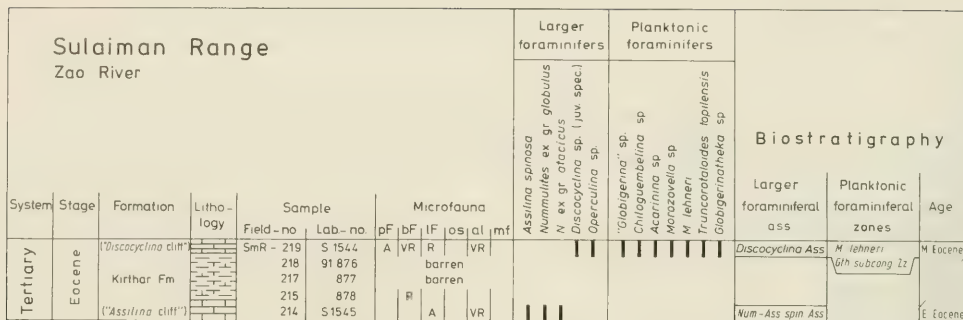 Sulaiman Range
Zao River
Larger foraminifers
Planktonic foraminifers
Assilina spinosa
Nummulites ex gr globulus
N ex gr atacicus
Discocyclina sp. (juv. spec.)
Operculina sp.
"Globigerina" sp.
Chiloguembelina sp
Acarinina sp
Morozovella sp
M lehneri
Truncorotaloides topilensis
Globigerinatheka sp
Biostratigraphy
System Stage Formation Litho-logy
Sample
Microfauna
Larger foraminiferal ass
Planktonic foraminiferal zones
Age
Field-no Lab-no. pF bF lF os al mf
Tertiary
Eocene
("Discocyclina cliff") SmR - 219 S 1544 A VR R VR Discocyclina Ass M lehneri M Eocene
218 91 876 barren Gth subcong Zz
Kirthar Fm 217 877 barren
215 878 R
("Assilina cliff") 214 S1545 A VR Num-Ass spin Ass E Eocene